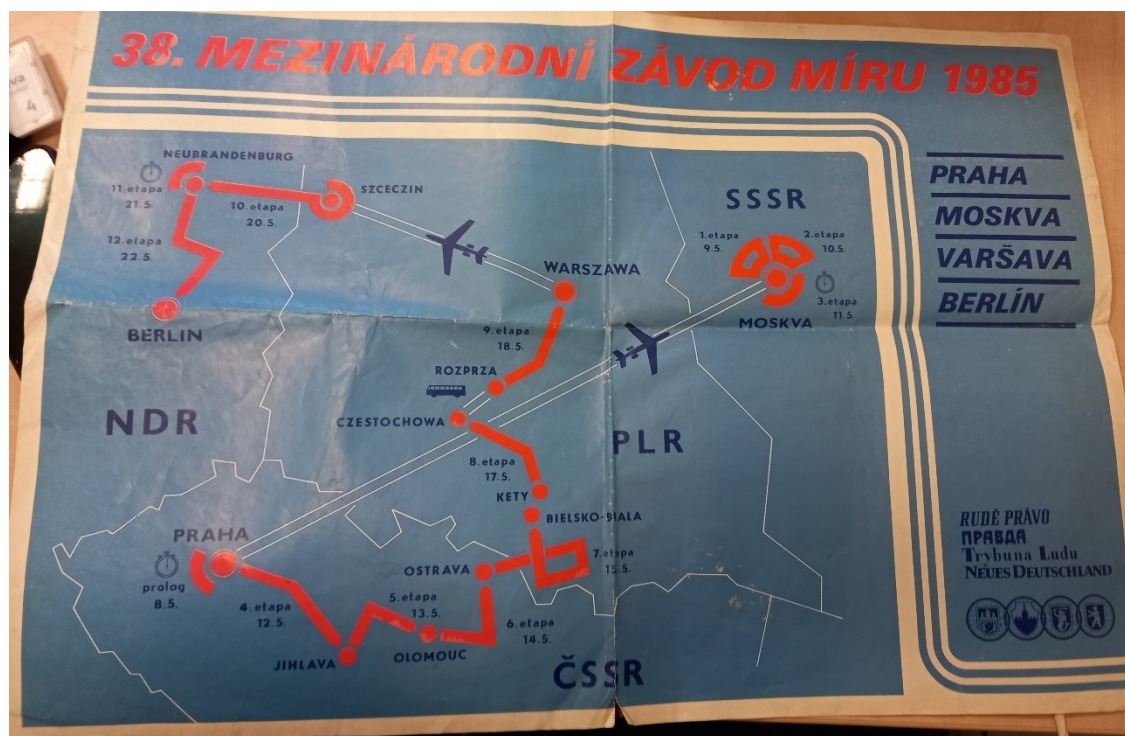 38. MEZINÁRODNÍ ZÁVOD MÍRU 1985
NEUBRANDENBURG
11. etapa
21.5.
10. etapa
20.5.
SZCZECIN
12. etapa
22.5.
BERLIN
WARSZAWA
SSSR
1. etapa
9.5.
2. etapa
10.5.
3. etapa
11.5.
MOSKVA
9. etapa
18.5.
ROZPRZA
CZESTOCHOWA
NDR
PLR
8. etapa
17.5.
KETY
BIELSKO-BIALA
7. etapa
15.5.
OSTRAVA
PRAHA
prolog
8.5.
4. etapa
12.5.
5. etapa
13.5.
6. etapa
14.5.
JIHLAVA
OLOMOUC
ČSSR
PRAHA
MOSKVA
VARŠAVA
BERLÍN
RUDÉ PRÁVO
ПРАВДА
Trybuna Ludu
NEUES DEUTSCHLAND
4